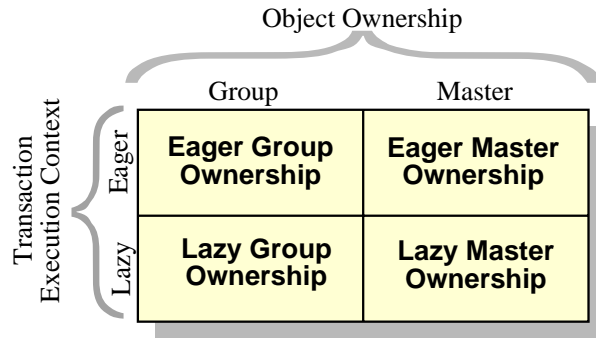 Object Ownership
Group Master
Transaction
Execution Context
Eager
Eager Group
Ownership
Eager Master
Ownership
Lazy
Lazy Group
Ownership
Lazy Master
Ownership